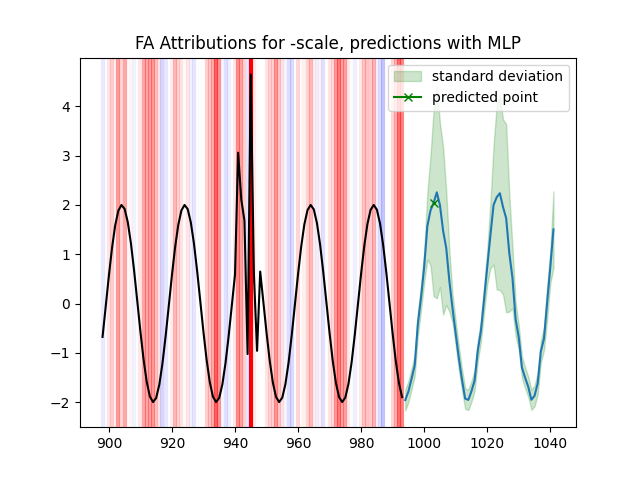 FA Attributions for -scale, predictions with MLP
standard deviation
predicted point
4
3
2
1
0
−1
−2
900 920 940 960 980 1000 1020 1040